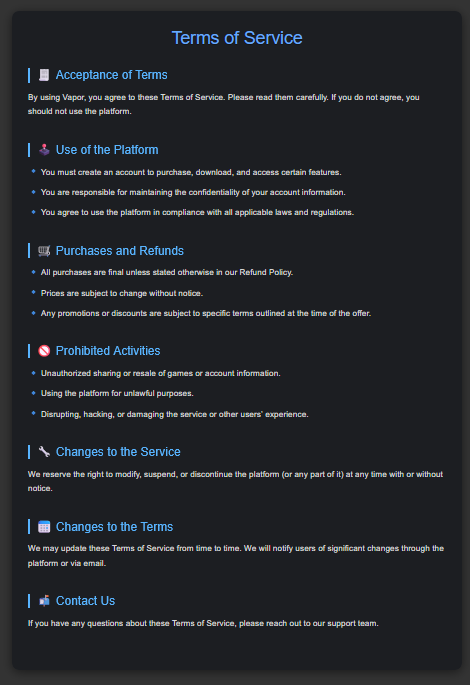 Terms of Service
Acceptance of Terms
By using Vapor, you agree to these Terms of Service. Please read them carefully. If you do not agree, you
should not use the platform.
Use of the Platform
You must create an account to purchase, download, and access certain features.
You are responsible for maintaining the confidentiality of your account information.
You agree to use the platform in compliance with all applicable laws and regulations.
Purchases and Refunds
All purchases are final unless stated otherwise in our Refund Policy.
Prices are subject to change without notice.
Any promotions or discounts are subject to specific terms outlined at the time of the offer.
Prohibited Activities
Unauthorized sharing or resale of games or account information.
Using the platform for unlawful purposes.
Disrupting, hacking, or damaging the service or other users' experience.
Changes to the Service
We reserve the right to modify, suspend, or discontinue the platform (or any part of it) at any time with or without
notice.
Changes to the Terms
We may update these Terms of Service from time to time. We will notify users of significant changes through the
platform or via email.
Contact Us
If you have any questions about these Terms of Service, please reach out to our support team.